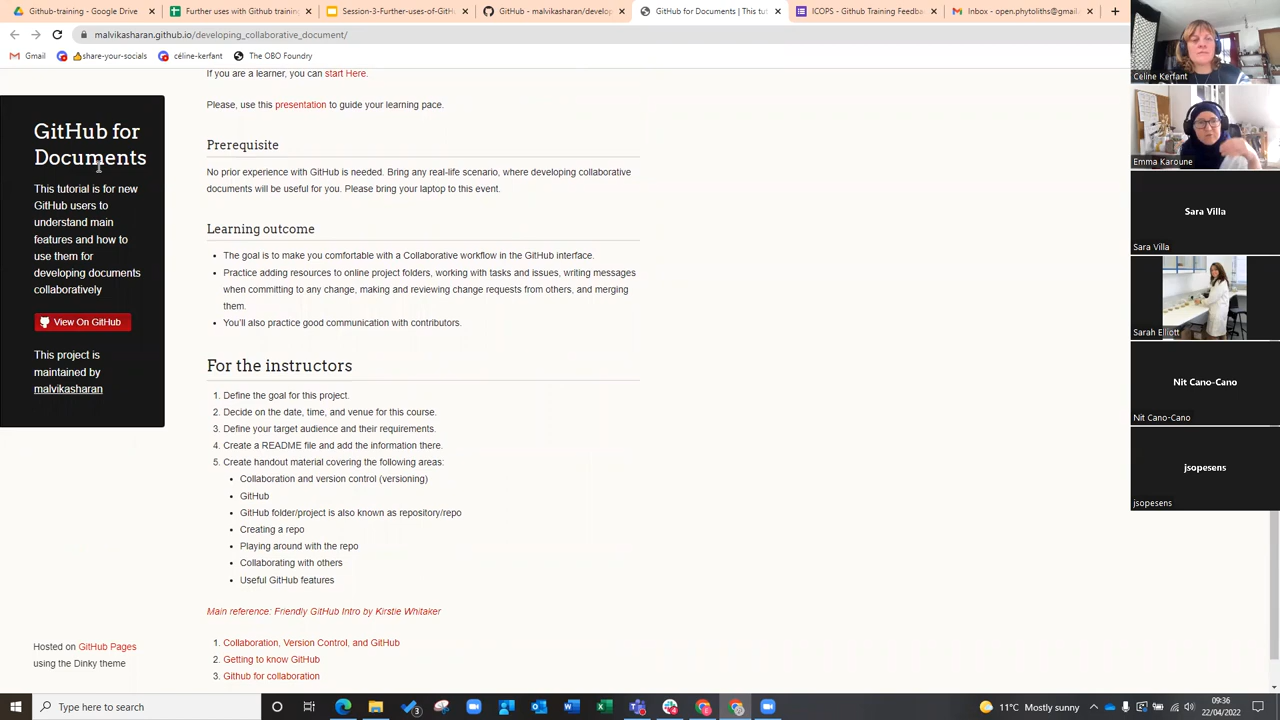 Github-training - Google Drive
Further uses with Github training
Session-3-Further-uses-of-GitH
GitHub - malvikasharan/develop
GitHub for Documents | This tut
ICOPS - Github Training Feedba
Inbox - open.phytoliths@gmail.
malvikasharan.github.io/developing_collaborative_document/
Gmail
share-your-socials
céline-kerfant
The OBO Foundry
If you are a learner, you can start Here.
Please, use this presentation to guide your learning pace.
GitHub for
Documents
This tutorial is for new
GitHub users to
understand main
features and how to
use them for
developing documents
collaboratively
View On GitHub
This project is
maintained by
malvikasharan
Hosted on GitHub Pages
using the Dinky theme
Prerequisite
No prior experience with GitHub is needed. Bring any real-life scenario, where developing collaborative
documents will be useful for you. Please bring your laptop to this event.
Learning outcome
The goal is to make you comfortable with a Collaborative workflow in the GitHub interface.
Practice adding resources to online project folders, working with tasks and issues, writing messages
when committing to any change, making and reviewing change requests from others, and merging
them.
You'll also practice good communication with contributors.
For the instructors
1. Define the goal for this project.
2. Decide on the date, time, and venue for this course.
3. Define your target audience and their requirements.
4. Create a README file and add the information there.
5. Create handout material covering the following areas:
Collaboration and version control (versioning)
GitHub
GitHub folder/project is also known as repository/repo
Creating a repo
Playing around with the repo
Collaborating with others
Useful GitHub features
Main reference: Friendly GitHub Intro by Kirstie Whitaker
1. Collaboration, Version Control, and GitHub
2. Getting to know GitHub
3. Github for collaboration
Celine Kerfant
Emma Karoune
Sara Villa
Sara Villa
Sarah Elliott
Nit Cano-Cano
Nit Cano-Cano
jsopesens
jsopesens
Type here to search
11°C Mostly sunny
09:36
22/04/2022